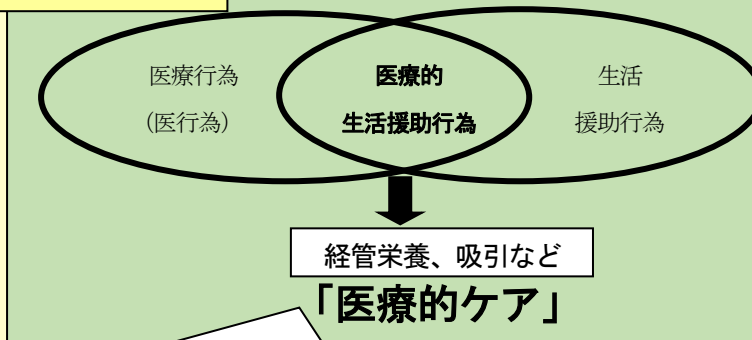 医療行為
(医行為)
医療的
生活援助行為
生活
援助行為
経管栄養、吸引など
「医療的ケア」